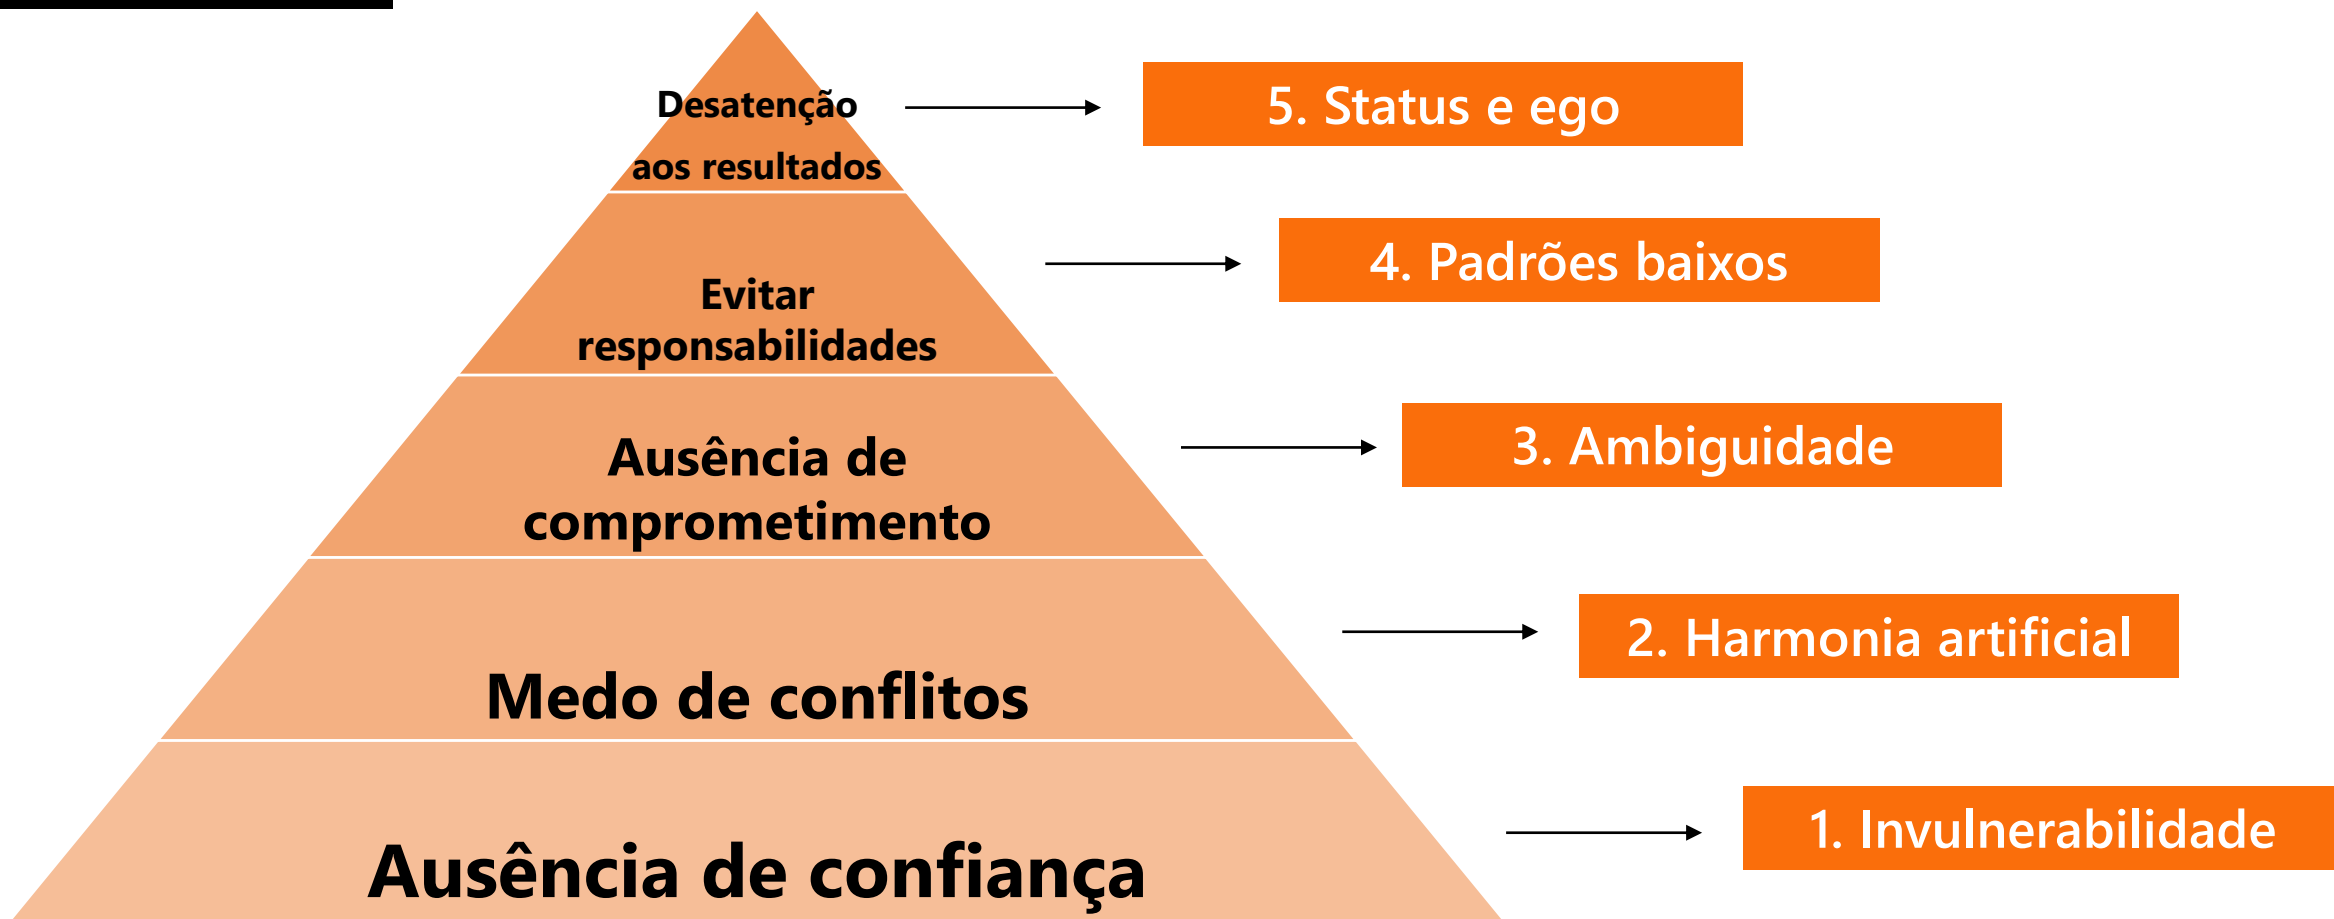 Desatenção
aos resultados
5. Status e ego
Evitar
responsabilidades
4. Padrões baixos
Ausência de
comprometimento
3. Ambiguidade
Medo de conflitos
2. Harmonia artificial
Ausência de confiança
1. Invulnerabilidade